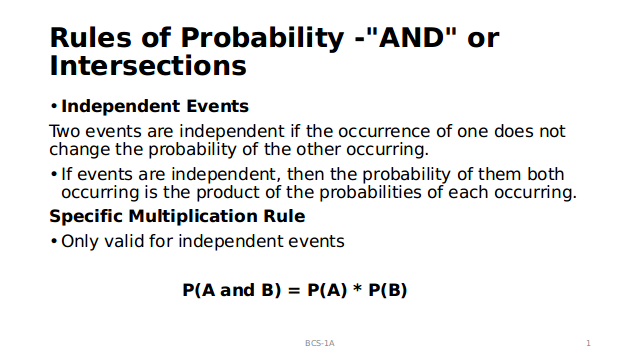 Rules of Probability -"AND" or
Intersections
• Independent Events
Two events are independent if the occurrence of one does not
change the probability of the other occurring.
• If events are independent, then the probability of them both
occurring is the product of the probabilities of each occurring.
Specific Multiplication Rule
• Only valid for independent events
P(A and B) = P(A) * P(B)
BCS-1A
1